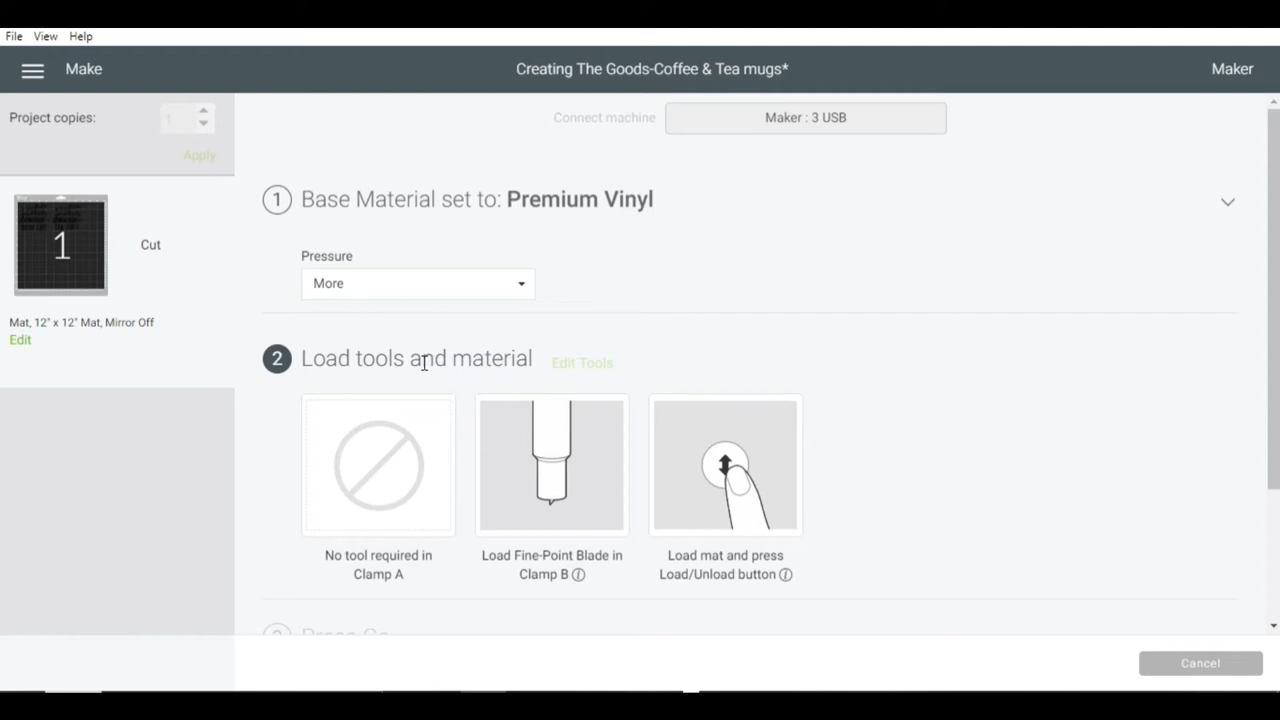 File View Help
Make
Creating The Goods-Coffee & Tea mugs*
Maker
Project copies:
1
Apply
Connect machine
Maker : 3 USB
1 Base Material set to: Premium Vinyl
Pressure
More
1
Cut
Mat, 12" x 12" Mat, Mirror Off
Edit
2 Load tools and material
Edit Tools
No tool required in
Clamp A
Load Fine-Point Blade in
Clamp B
Load mat and press
Load/Unload button
3 Press Go
Cancel